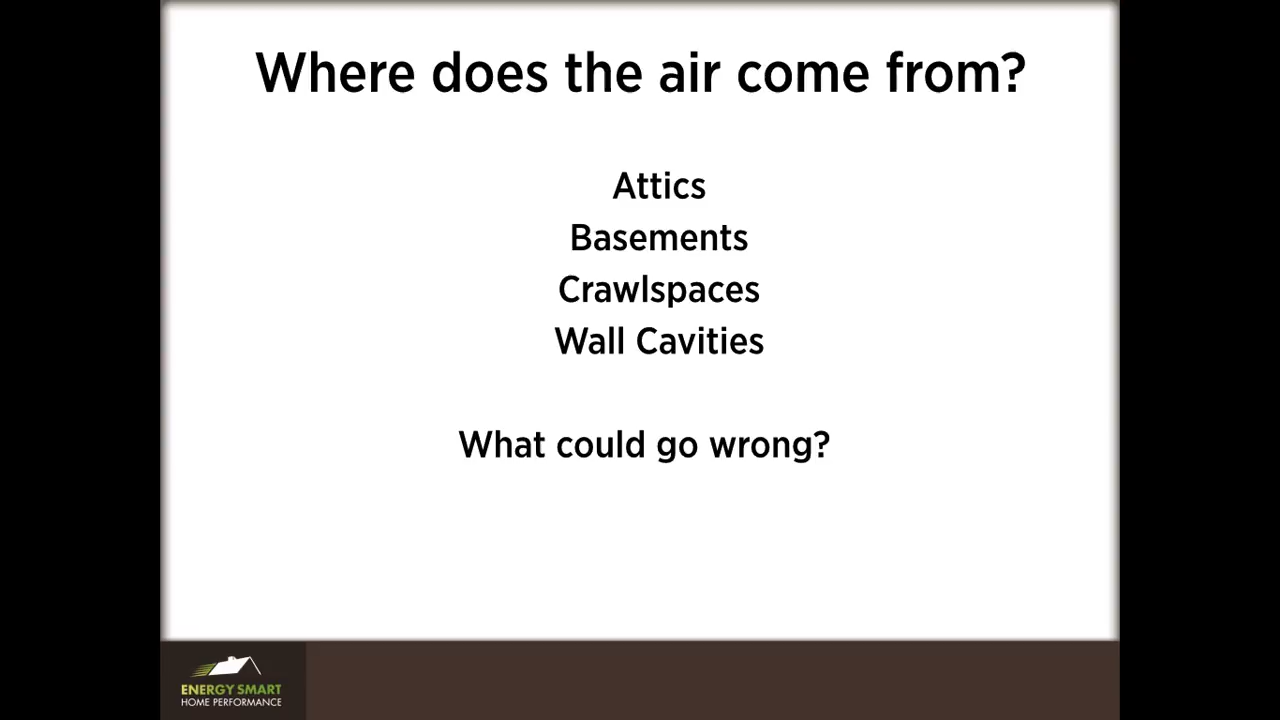 Where does the air come from?
Attics
Basements
Crawlspaces
Wall Cavities
What could go wrong?
ENERGY SMART
HOME PERFORMANCE